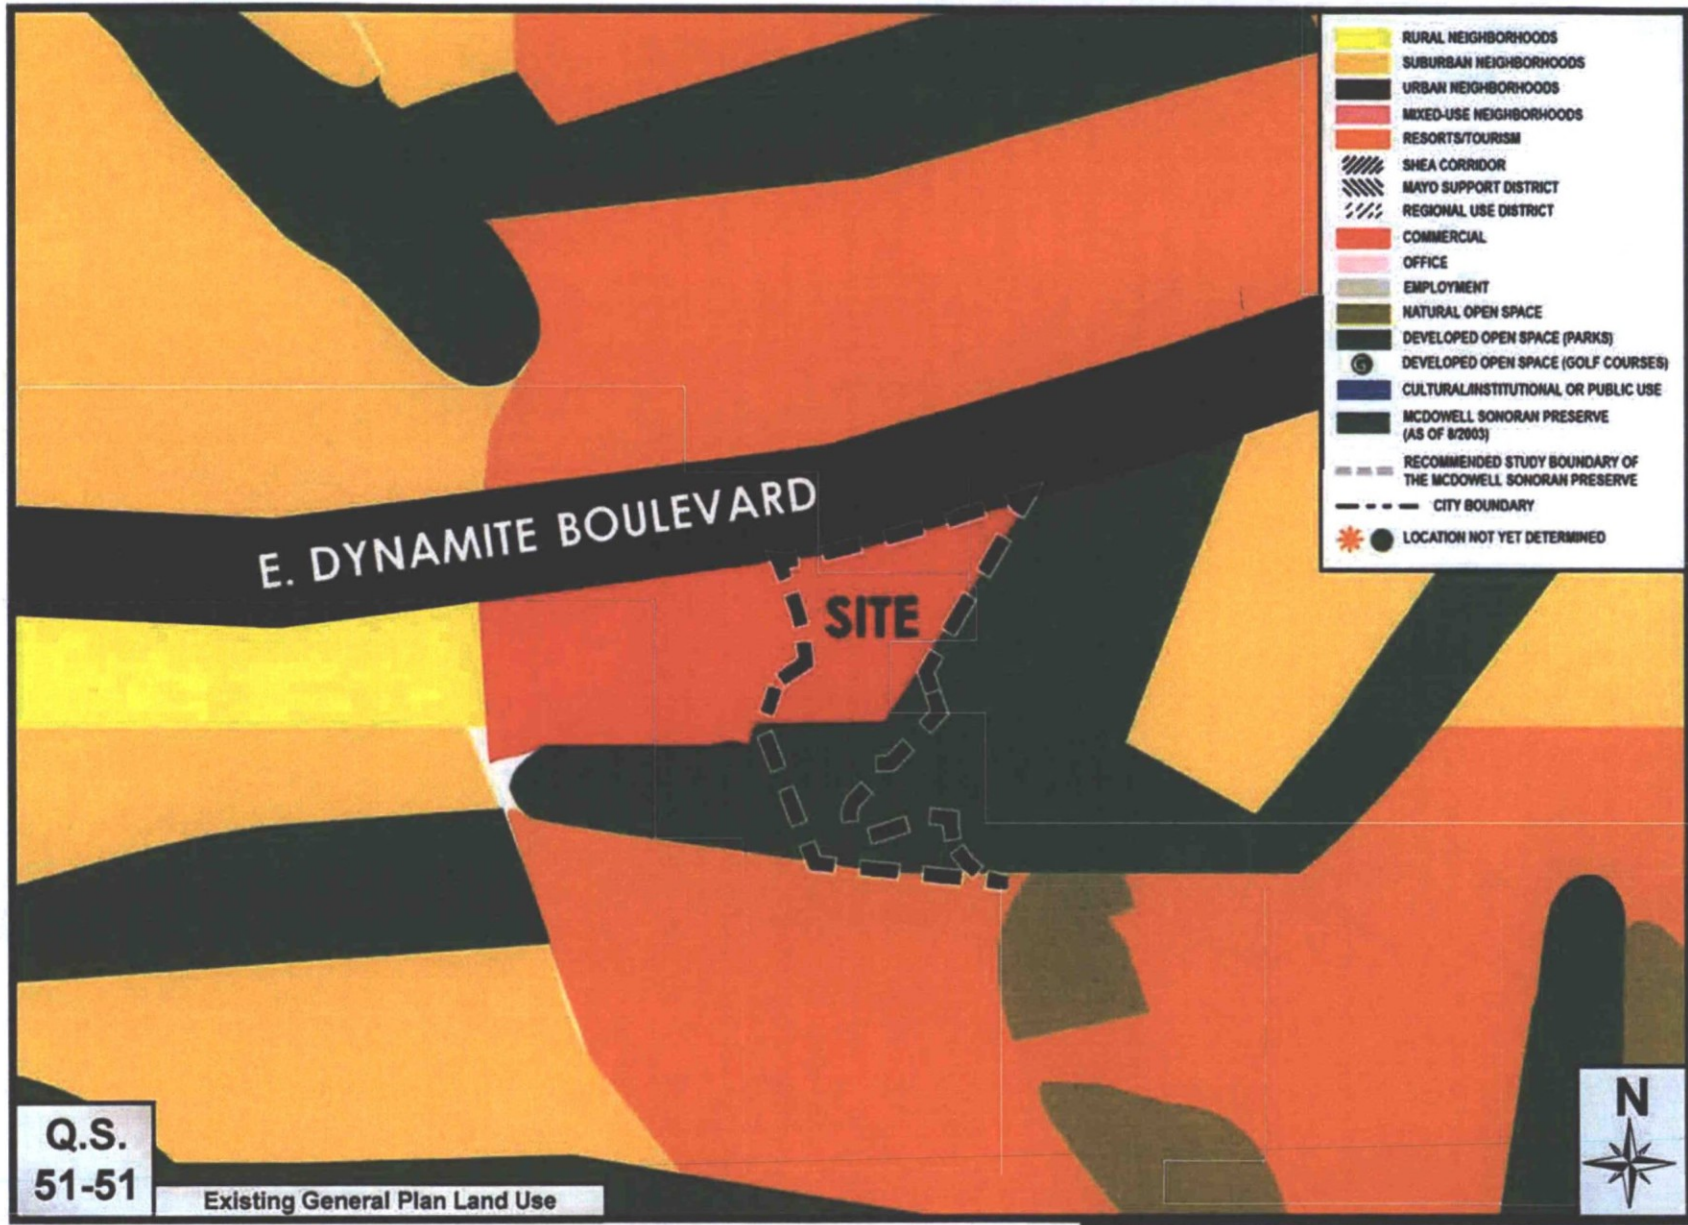 RURAL NEIGHBORHOODS
SUBURBAN NEIGHBORHOODS
URBAN NEIGHBORHOODS
MIXED-USE NEIGHBORHOODS
RESORTS/TOURISM
SHEA CORRIDOR
MAYO SUPPORT DISTRICT
REGIONAL USE DISTRICT
COMMERCIAL
OFFICE
EMPLOYMENT
NATURAL OPEN SPACE
DEVELOPED OPEN SPACE (PARKS)
G DEVELOPED OPEN SPACE (GOLF COURSES)
CULTURAL/INSTITUTIONAL OR PUBLIC USE
MCDOWELL SONORAN PRESERVE
(AS OF 8/2003)
RECOMMENDED STUDY BOUNDARY OF
THE MCDOWELL SONORAN PRESERVE
CITY BOUNDARY
LOCATION NOT YET DETERMINED
E. DYNAMITE BOULEVARD
SITE
Q.S.
51-51
Existing General Plan Land Use
N